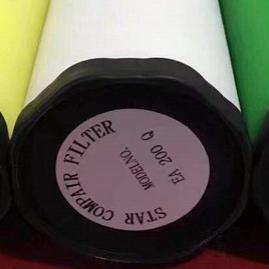 STAR COMPAIR FILTER
MODEL NO.
EA 200 Q